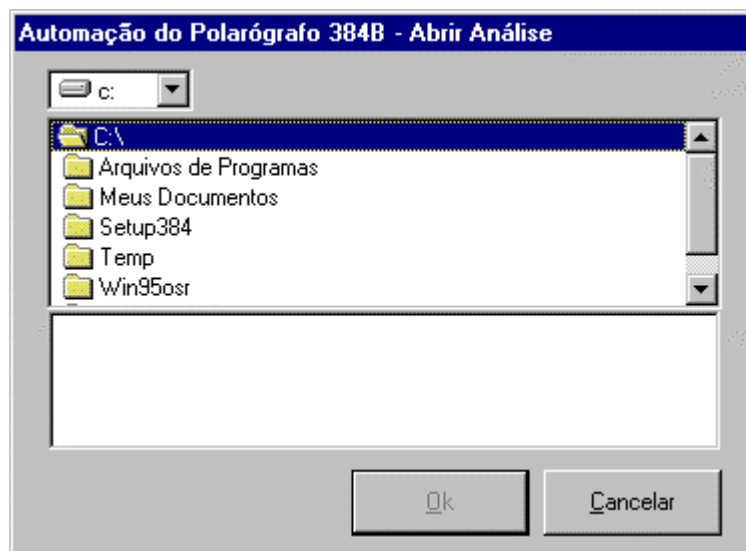 Automação do Polarógrafo 384B - Abrir Análise
c:
C:\
Arquivos de Programas
Meus Documentos
Setup384
Temp
Win95osr
Ok
Cancelar